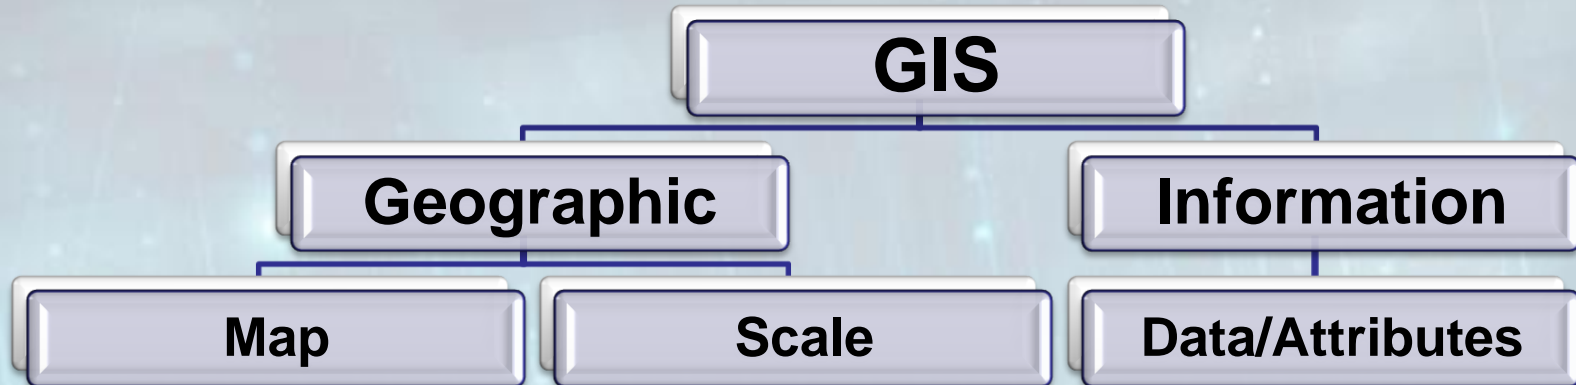 GIS
Geographic
Information
Map
Scale
Data/Attributes